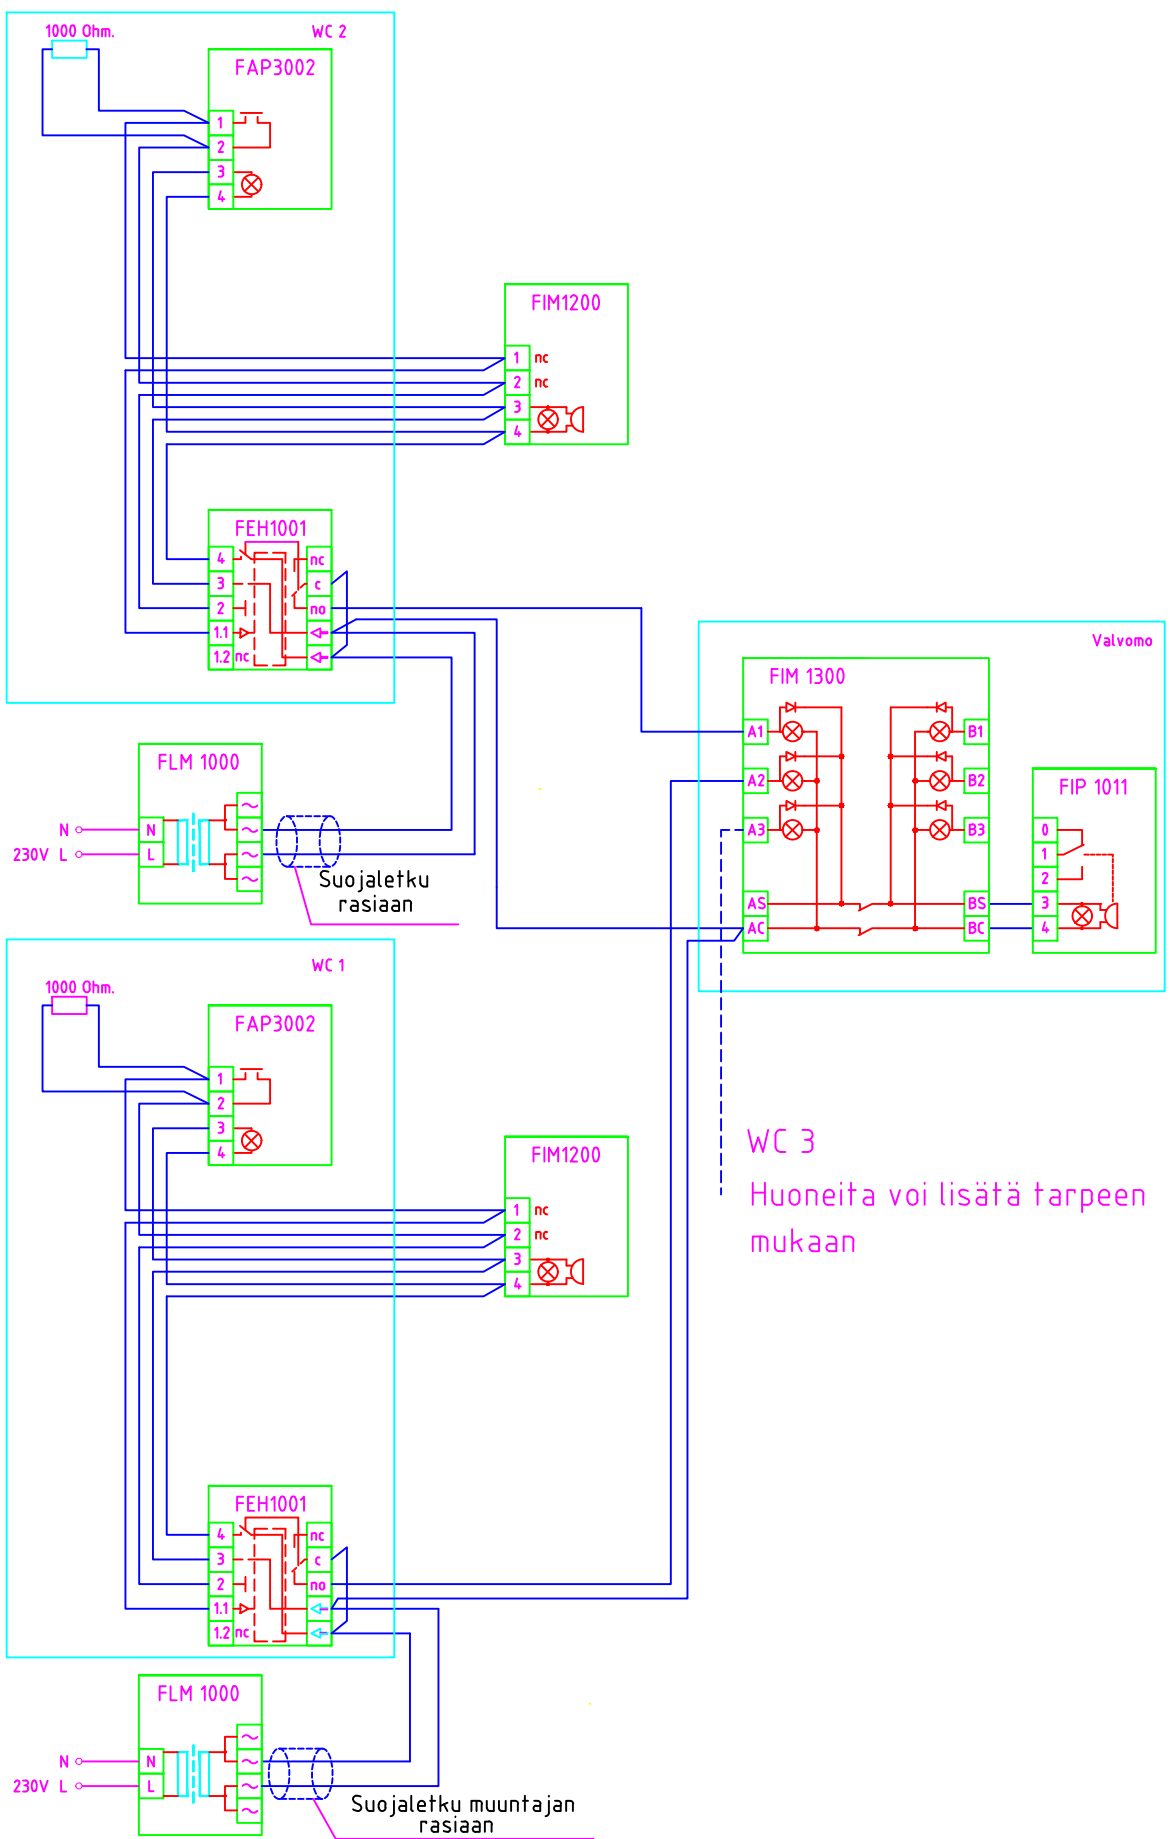 1000 Ohm.
WC 2
FAP3002
1
2
3
4
FIM1200
1 nc
2 nc
3
4
FEH1001
4 nc
3 c
2 no
1.1
1.2 nc
Valvomo
FIM 1300
A1 B1
A2 B2
A3 B3
AS BS
AC BC
FIP 1011
0
1
2
3
4
FLM 1000
N N
230V L L
Suojaletku
rasiaan
WC 1
1000 Ohm.
FAP3002
1
2
3
4
FIM1200
1 nc
2 nc
3
4
WC 3
Huoneita voi lisätä tarpeen
mukaan
FEH1001
4 nc
3 c
2 no
1.1
1.2 nc
FLM 1000
N N
230V L L
Suojaletku muuntajan
rasiaan